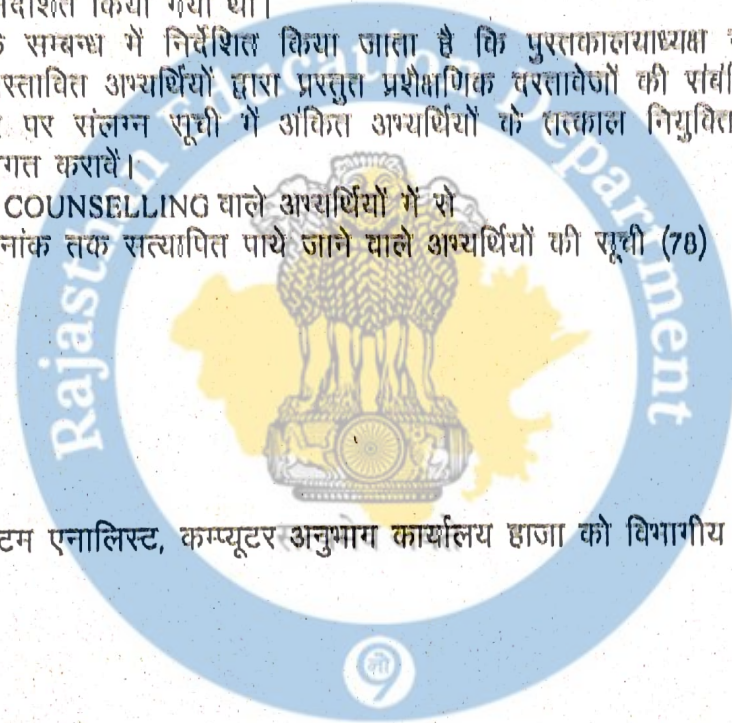 निर्देशित किया गया था।
के सम्बन्ध में निर्देशित किया जाता है कि पुस्तकालयाध्यक्ष
स्तावित अभ्यर्थियों द्वारा प्रस्तुत प्रशैक्षणिक दस्तावेजों की संबंि
पर संलग्न सूची में अंकित अभ्यर्थियों के तत्काल नियुक्ति
गत करावें।
COUNSELLING वाले अभ्यर्थियों में से
नांक तक सत्यापित पाये जाने वाले अभ्यर्थियों की सूची (78)
टम एनालिस्ट, कम्प्यूटर अनुभाग कार्यालय हाजा को विभागीय
Rajasthan Education Department